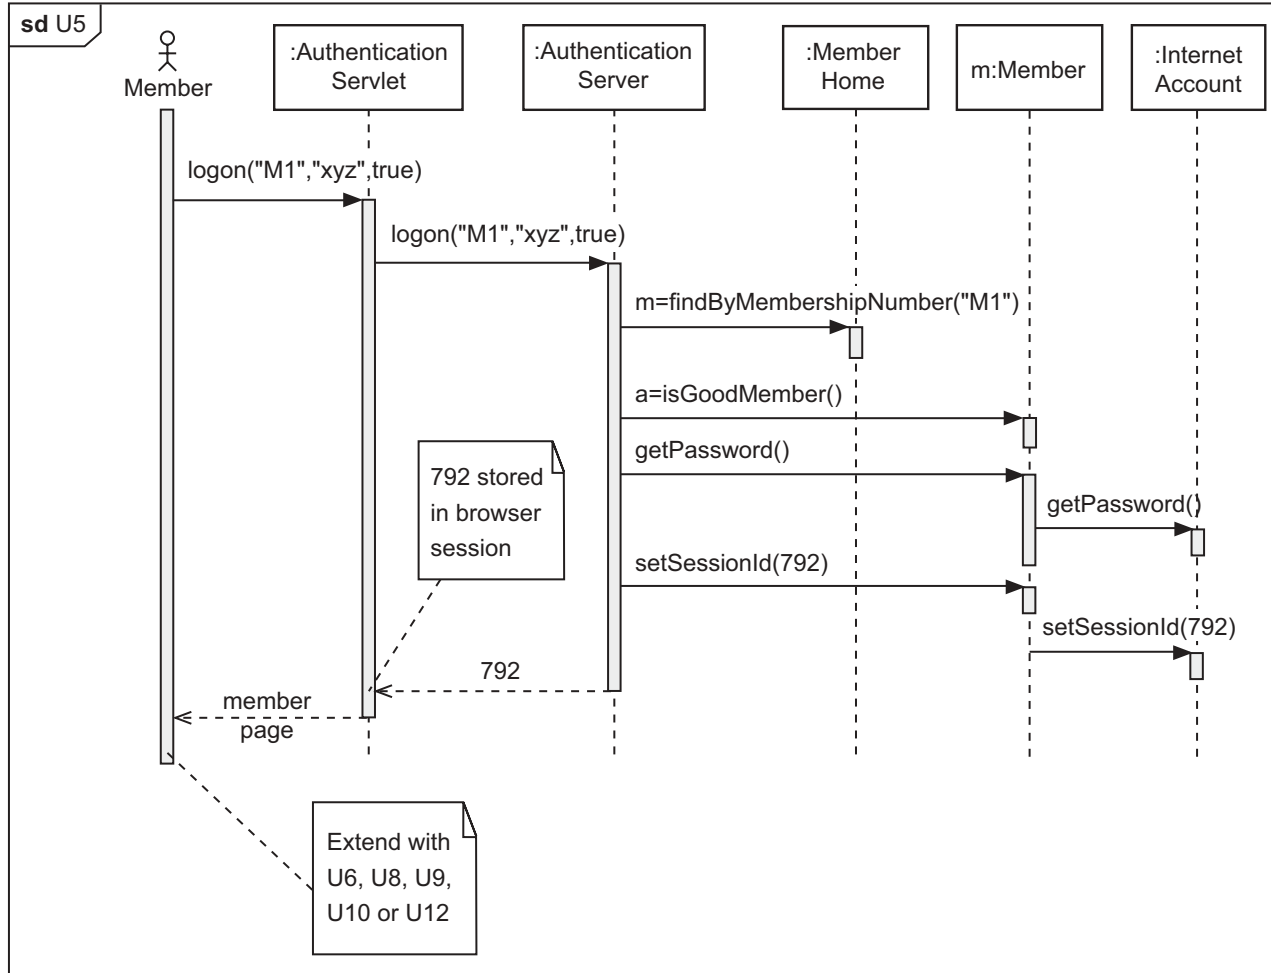 sd U5
Member
:Authentication
Servlet
:Authentication
Server
:Member
Home
m:Member
:Internet
Account
logon("M1","xyz",true)
logon("M1","xyz",true)
m=findByMembershipNumber("M1")
a=isGoodMember()
getPassword()
792 stored
in browser
session
getPassword()
setSessionId(792)
setSessionId(792)
792
member
page
Extend with
U6, U8, U9,
U10 or U12